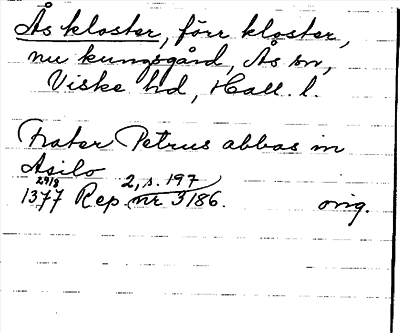 Ås kloster, förr kloster,
nu kungsgård, Ås sn,
Viske hd, Hall. l.
Frater Petrus abbas in
Asilo
29/8 2, s. 197
1377 Rep nr 3186. orig.